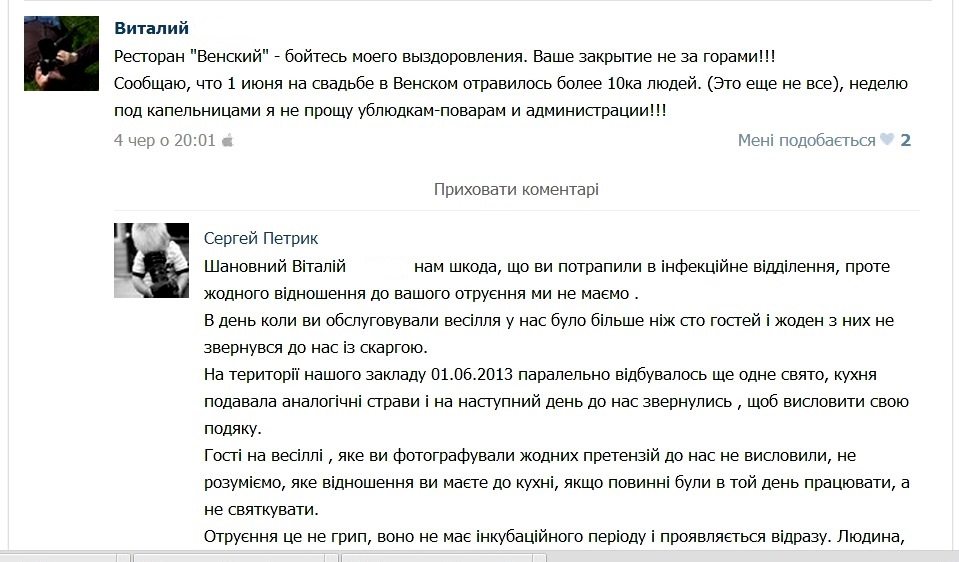 Виталий
Ресторан "Венский" - бойтесь моего выздоровления. Ваше закрытие не за горами!!!
Сообщаю, что 1 июня на свадьбе в Венском отравилось более 10ка людей. (Это еще не все), неделю
под капельницами я не прощу ублюдкам-поварам и администрации!!!
4 чер о 20:01
Мені подобається 2
Приховати коментарі
Сергей Петрик
Шановний Віталій нам шкода, що ви потрапили в інфекційне відділення, проте
жодного відношення до вашого отруєння ми не маємо .
В день коли ви обслуговували весілля у нас було більше ніж сто гостей і жоден з них не
звернувся до нас із скаргою.
На території нашого закладу 01.06.2013 паралельно відбувалось ще одне свято, кухня
подавала аналогічні страви і на наступний день до нас звернулись , щоб висловити свою
подяку.
Гості на весіллі , яке ви фотографували жодних претензій до нас не висловили, не
розуміємо, яке відношення ви маєте до кухні, якщо повинні були в той день працювати, а
не святкувати.
Отруєння це не грип, воно не має інкубаційного періоду і проявляється відразу. Людина,